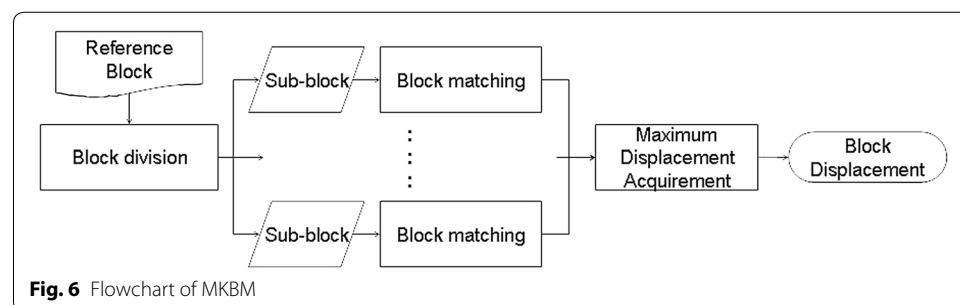 Reference
Block
Block division
Sub-block
Block matching
Sub-block
Block matching
Maximum
Displacement
Acquirement
Block
Displacement
Fig. 6 Flowchart of MKBM